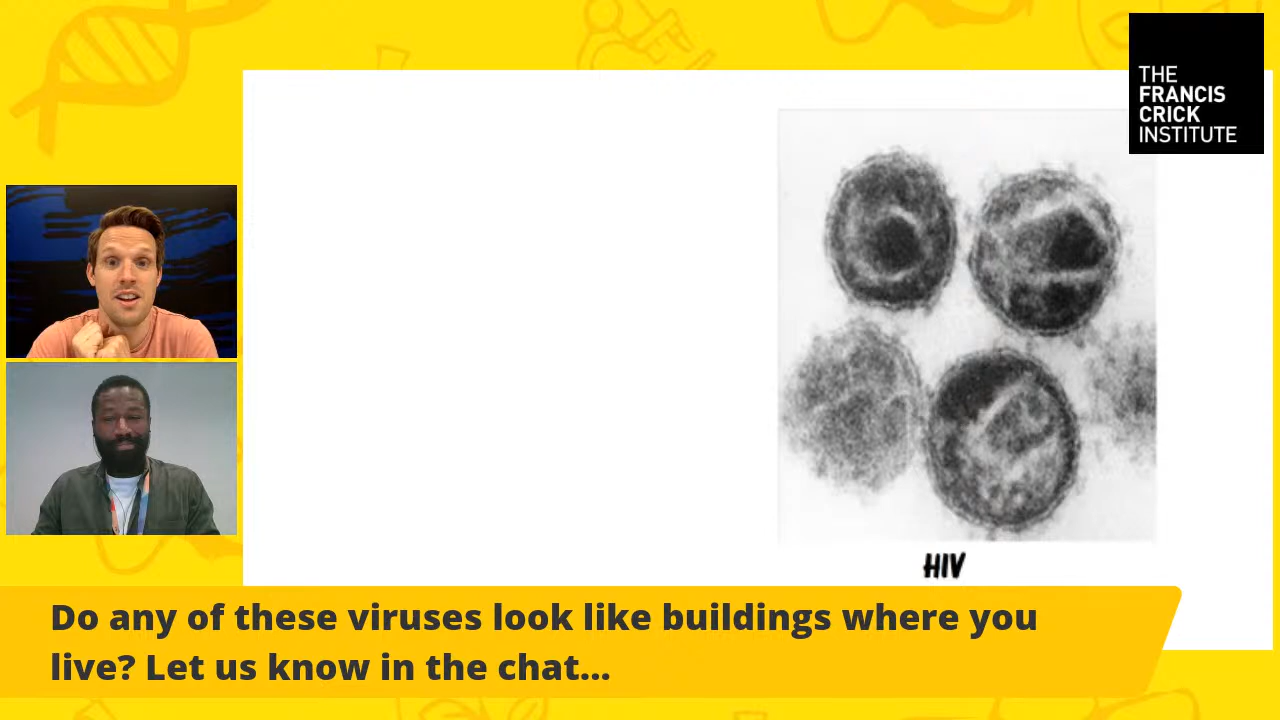 THE
FRANCIS
CRICK
INSTITUTE
HIV
Do any of these viruses look like buildings where you
live? Let us know in the chat...